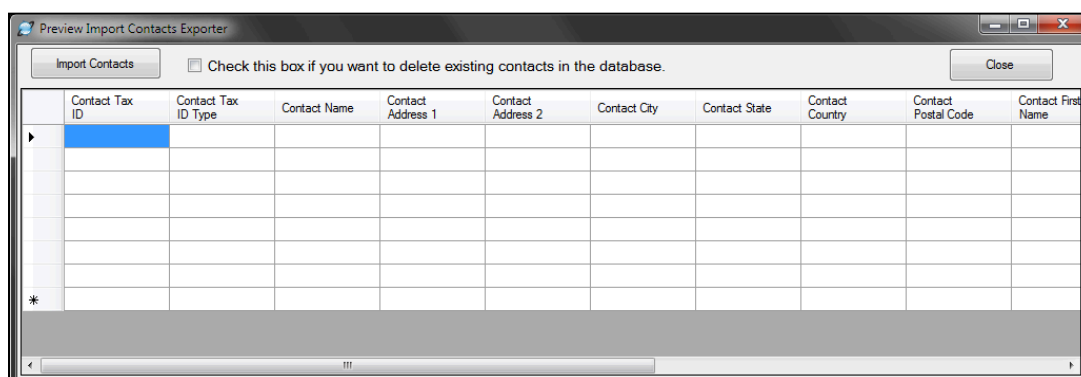 Preview Import Contacts Exporter
Import Contacts Check this box if you want to delete existing contacts in the database. Close
Contact Tax ID Contact Tax ID Type Contact Name Contact Address 1 Contact Address 2 Contact City Contact State Contact Country Contact Postal Code Contact First Name